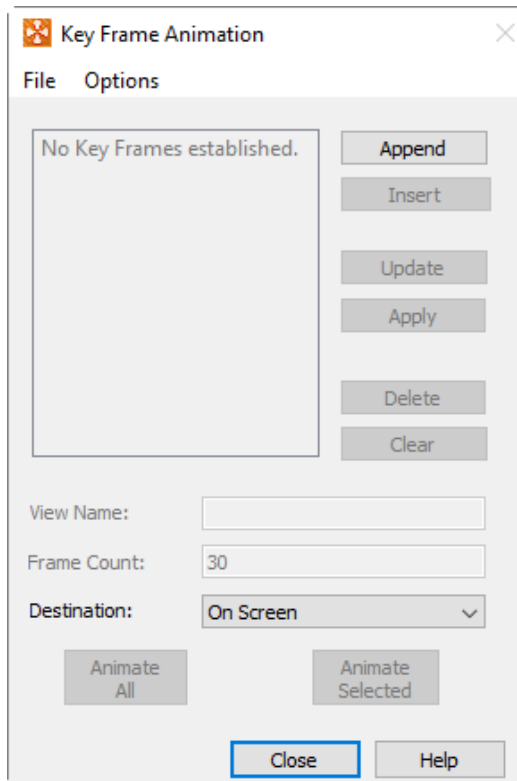 Key Frame Animation
File Options
No Key Frames established.
Append
Insert
Update
Apply
Delete
Clear
View Name:
Frame Count: 30
Destination: On Screen
Animate
All
Animate
Selected
Close Help